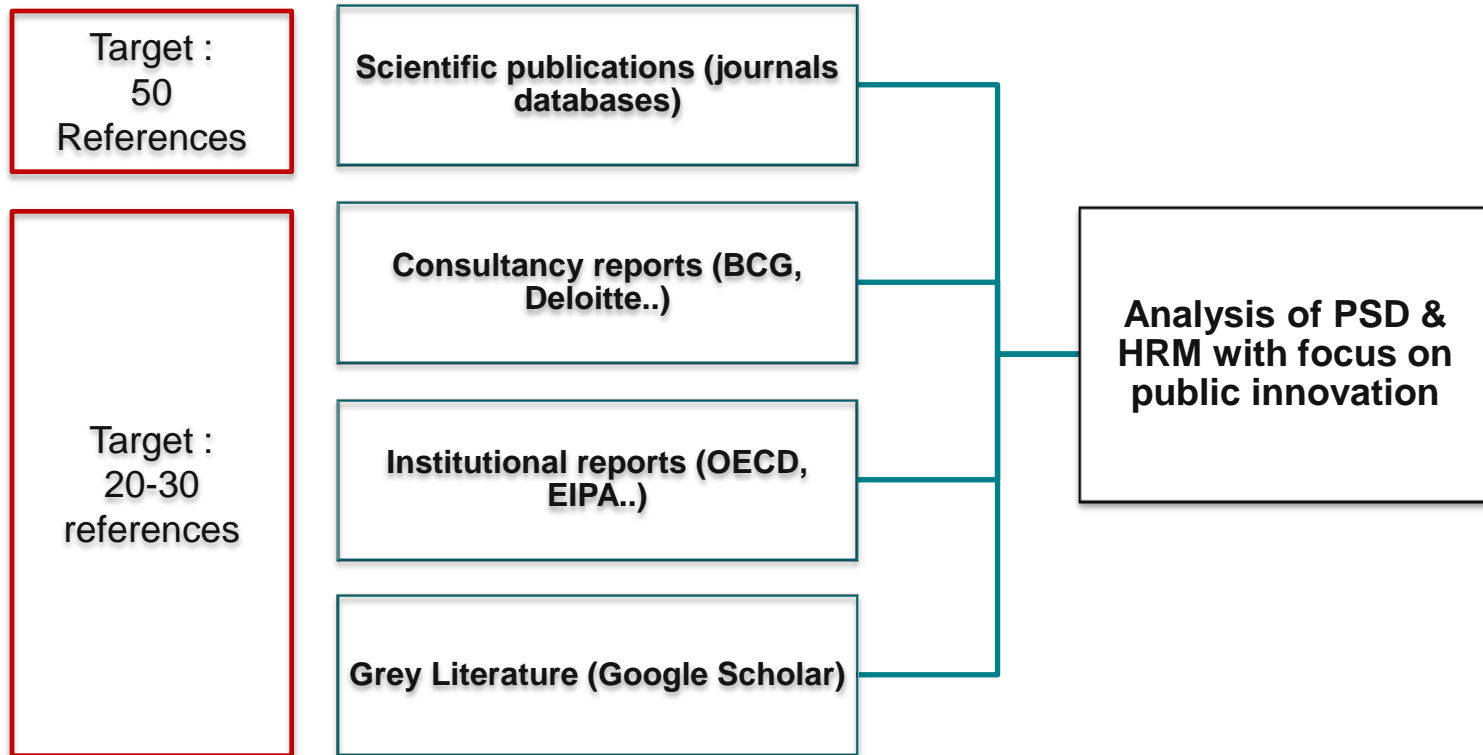 Target :
50
References
Scientific publications (journals
databases)
Target :
20-30
references
Consultancy reports (BCG,
Deloitte..)
Institutional reports (OECD,
EIPA..)
Grey Literature (Google Scholar)
Analysis of PSD &
HRM with focus on
public innovation